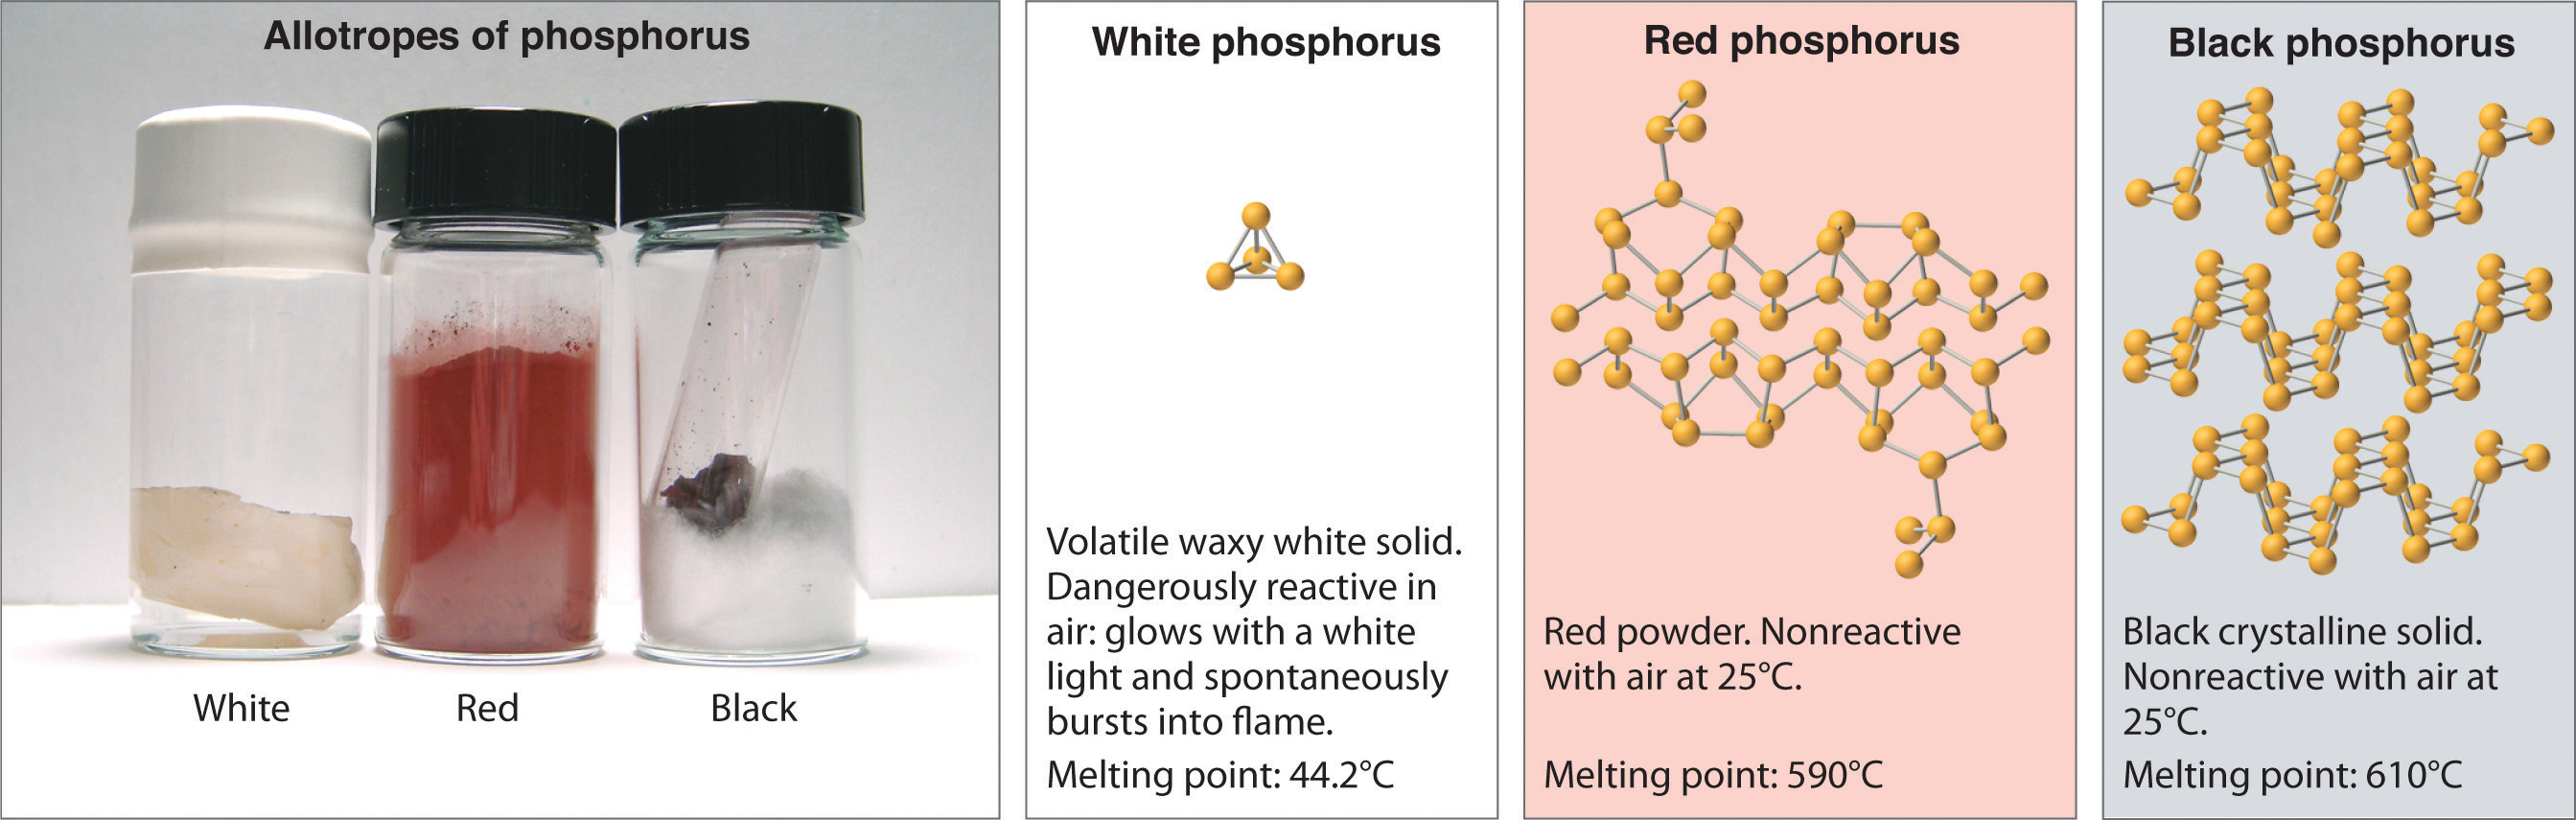 Allotropes of phosphorus
White
Red
Black
White phosphorus
Volatile waxy white solid.
Dangerously reactive in
air: glows with a white
light and spontaneously
bursts into flame.
Melting point: 44.2°C
Red phosphorus
Red powder. Nonreactive
with air at 25°C.
Melting point: 590°C
Black phosphorus
Black crystalline solid.
Nonreactive with air at
25°C.
Melting point: 610°C